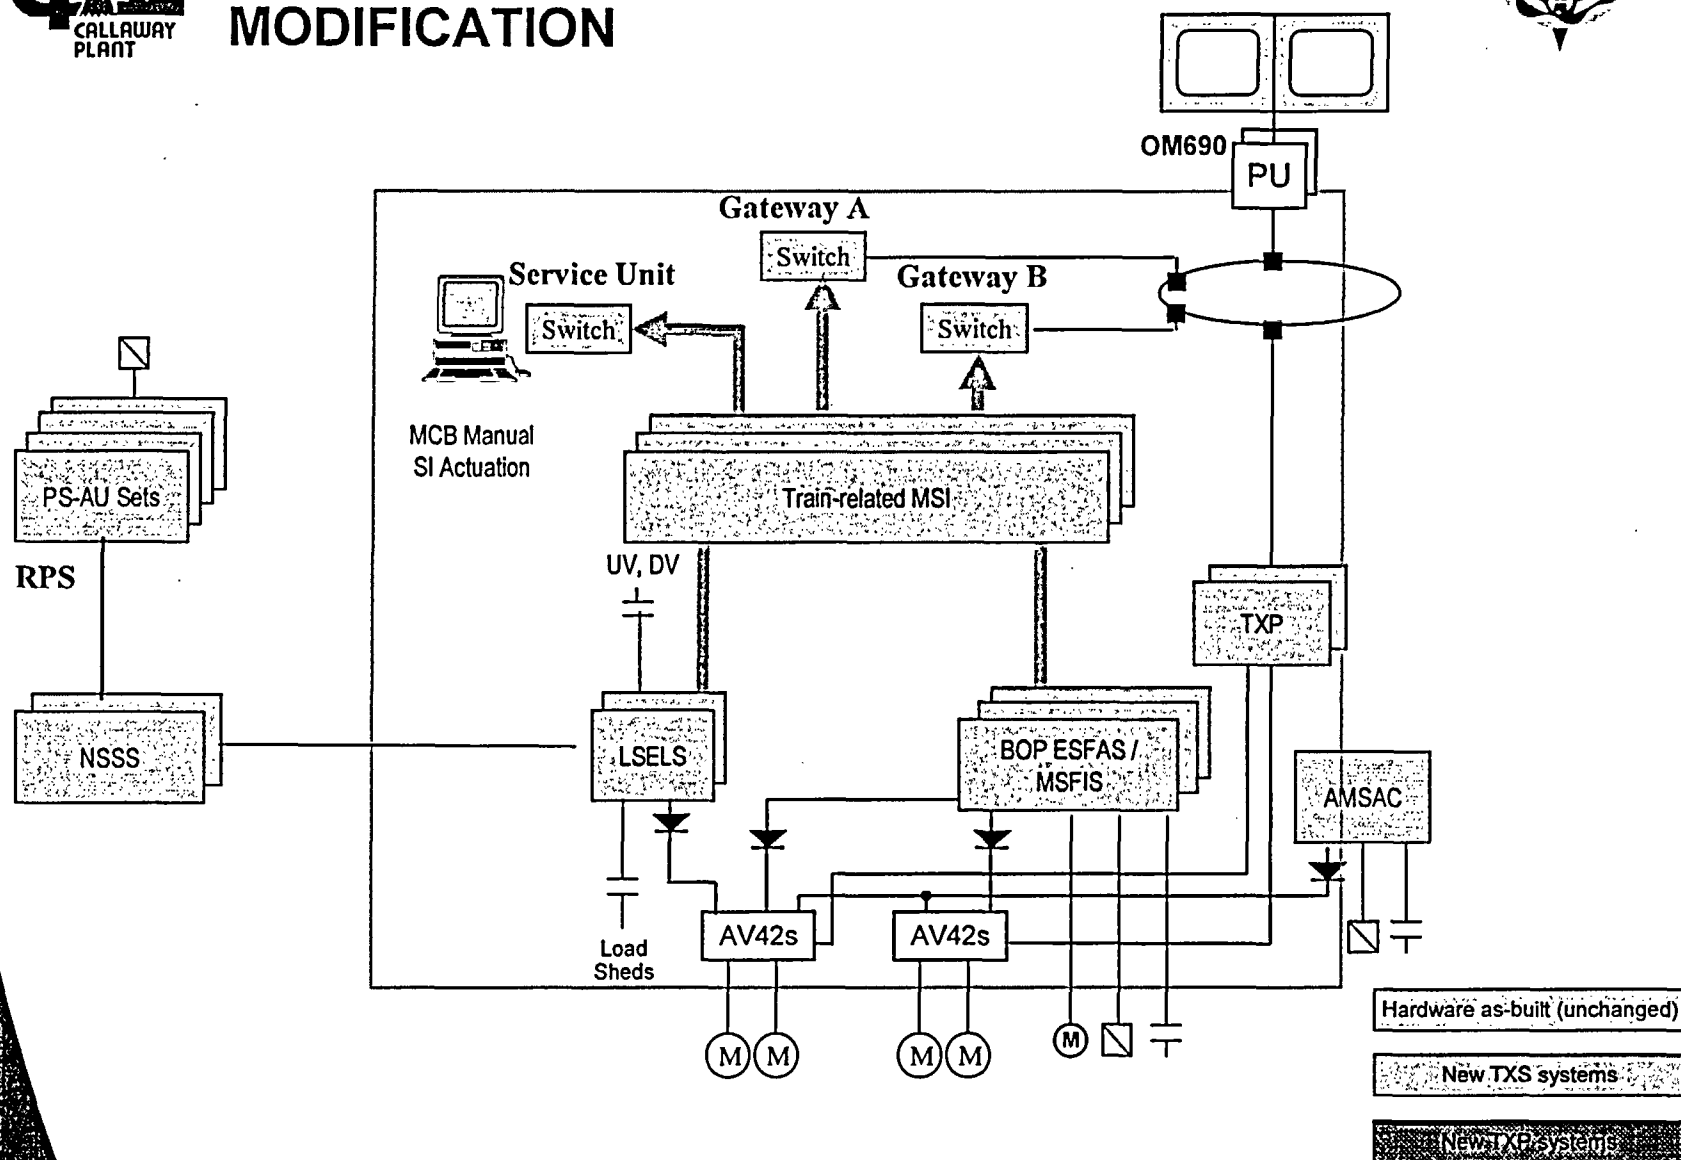 CALLAWAY
PLANT
MODIFICATION
OM690
PU
Gateway A
Switch
Service Unit
Gateway B
Switch
Switch
MCB Manual
SI Actuation
PS-AU Sets
Train-related MSI
RPS
UV, DV
TXP
NSSS
LSELS
BOP ESFAS /
MSFIS
AMSAC
AV42s
AV42s
Load
Sheds
M
M
M
M
M
Hardware as-built (unchanged)
New TXS systems
New TXP systems